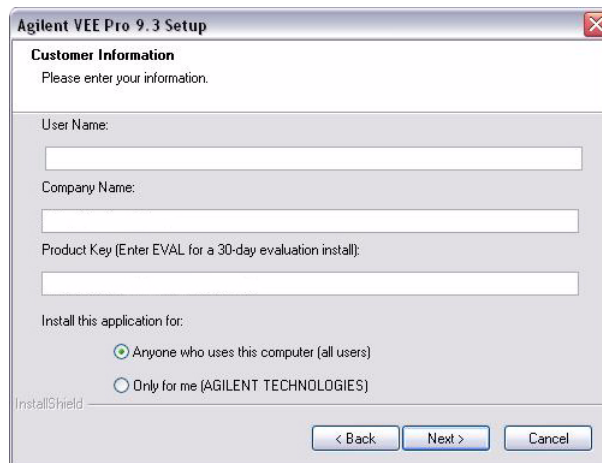 Agilent VEE Pro 9.3 Setup
Customer Information
Please enter your information.
User Name:
Company Name:
Product Key (Enter EVAL for a 30-day evaluation install):
Install this application for:
Anyone who uses this computer (all users)
Only for me (AGILENT TECHNOLOGIES)
InstallShield
< Back Next > Cancel